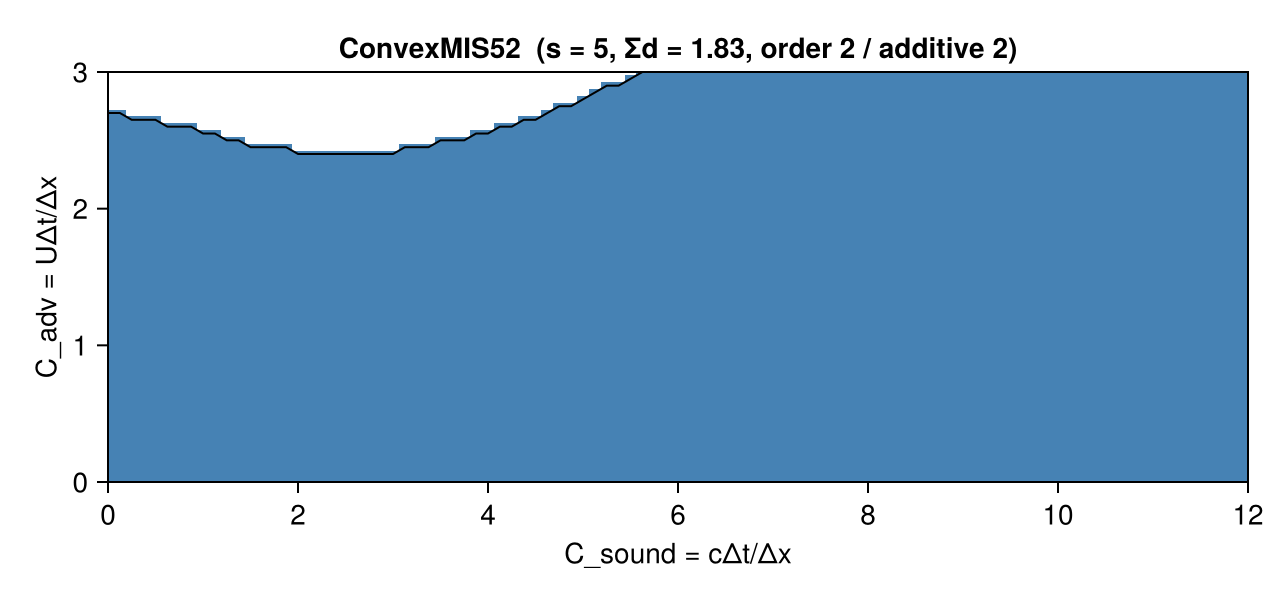 ConvexMIS52 (s = 5, Σd = 1.83, order 2 / additive 2)
3
2
1
0
C_adv = UΔt/Δx
0 2 4 6 8 10 12
C_sound = cΔt/Δx